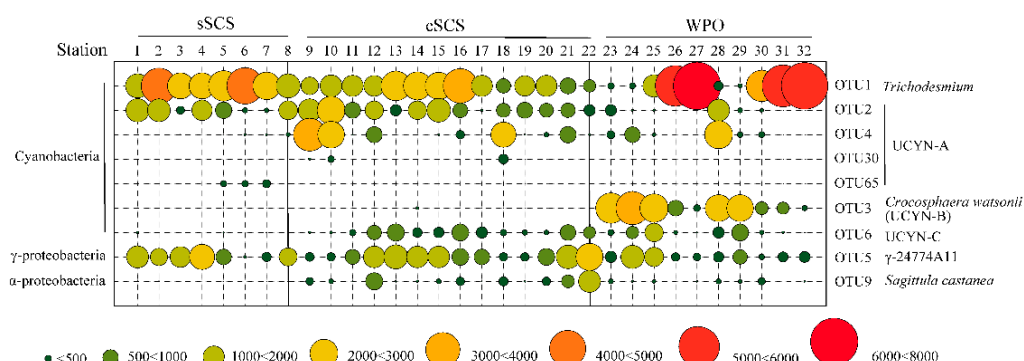 sSCS cSCS WPO
Station 1 2 3 4 5 6 7 8 9 10 11 12 13 14 15 16 17 18 19 20 21 22 23 24 25 26 27 28 29 30 31 32
OTU1 Trichodesmium
OTU2
OTU4
UCYN-A
Cyanobacteria OTU30
OTU65
OTU3 Crocosphaera watsonii
(UCYN-B)
OTU6 UCYN-C
γ-proteobacteria OTU5 γ-24774A11
α-proteobacteria OTU9 Sagittula castanea
<500 500<1000 1000<2000 2000<3000 3000<4000 4000<5000 5000<6000 6000<8000